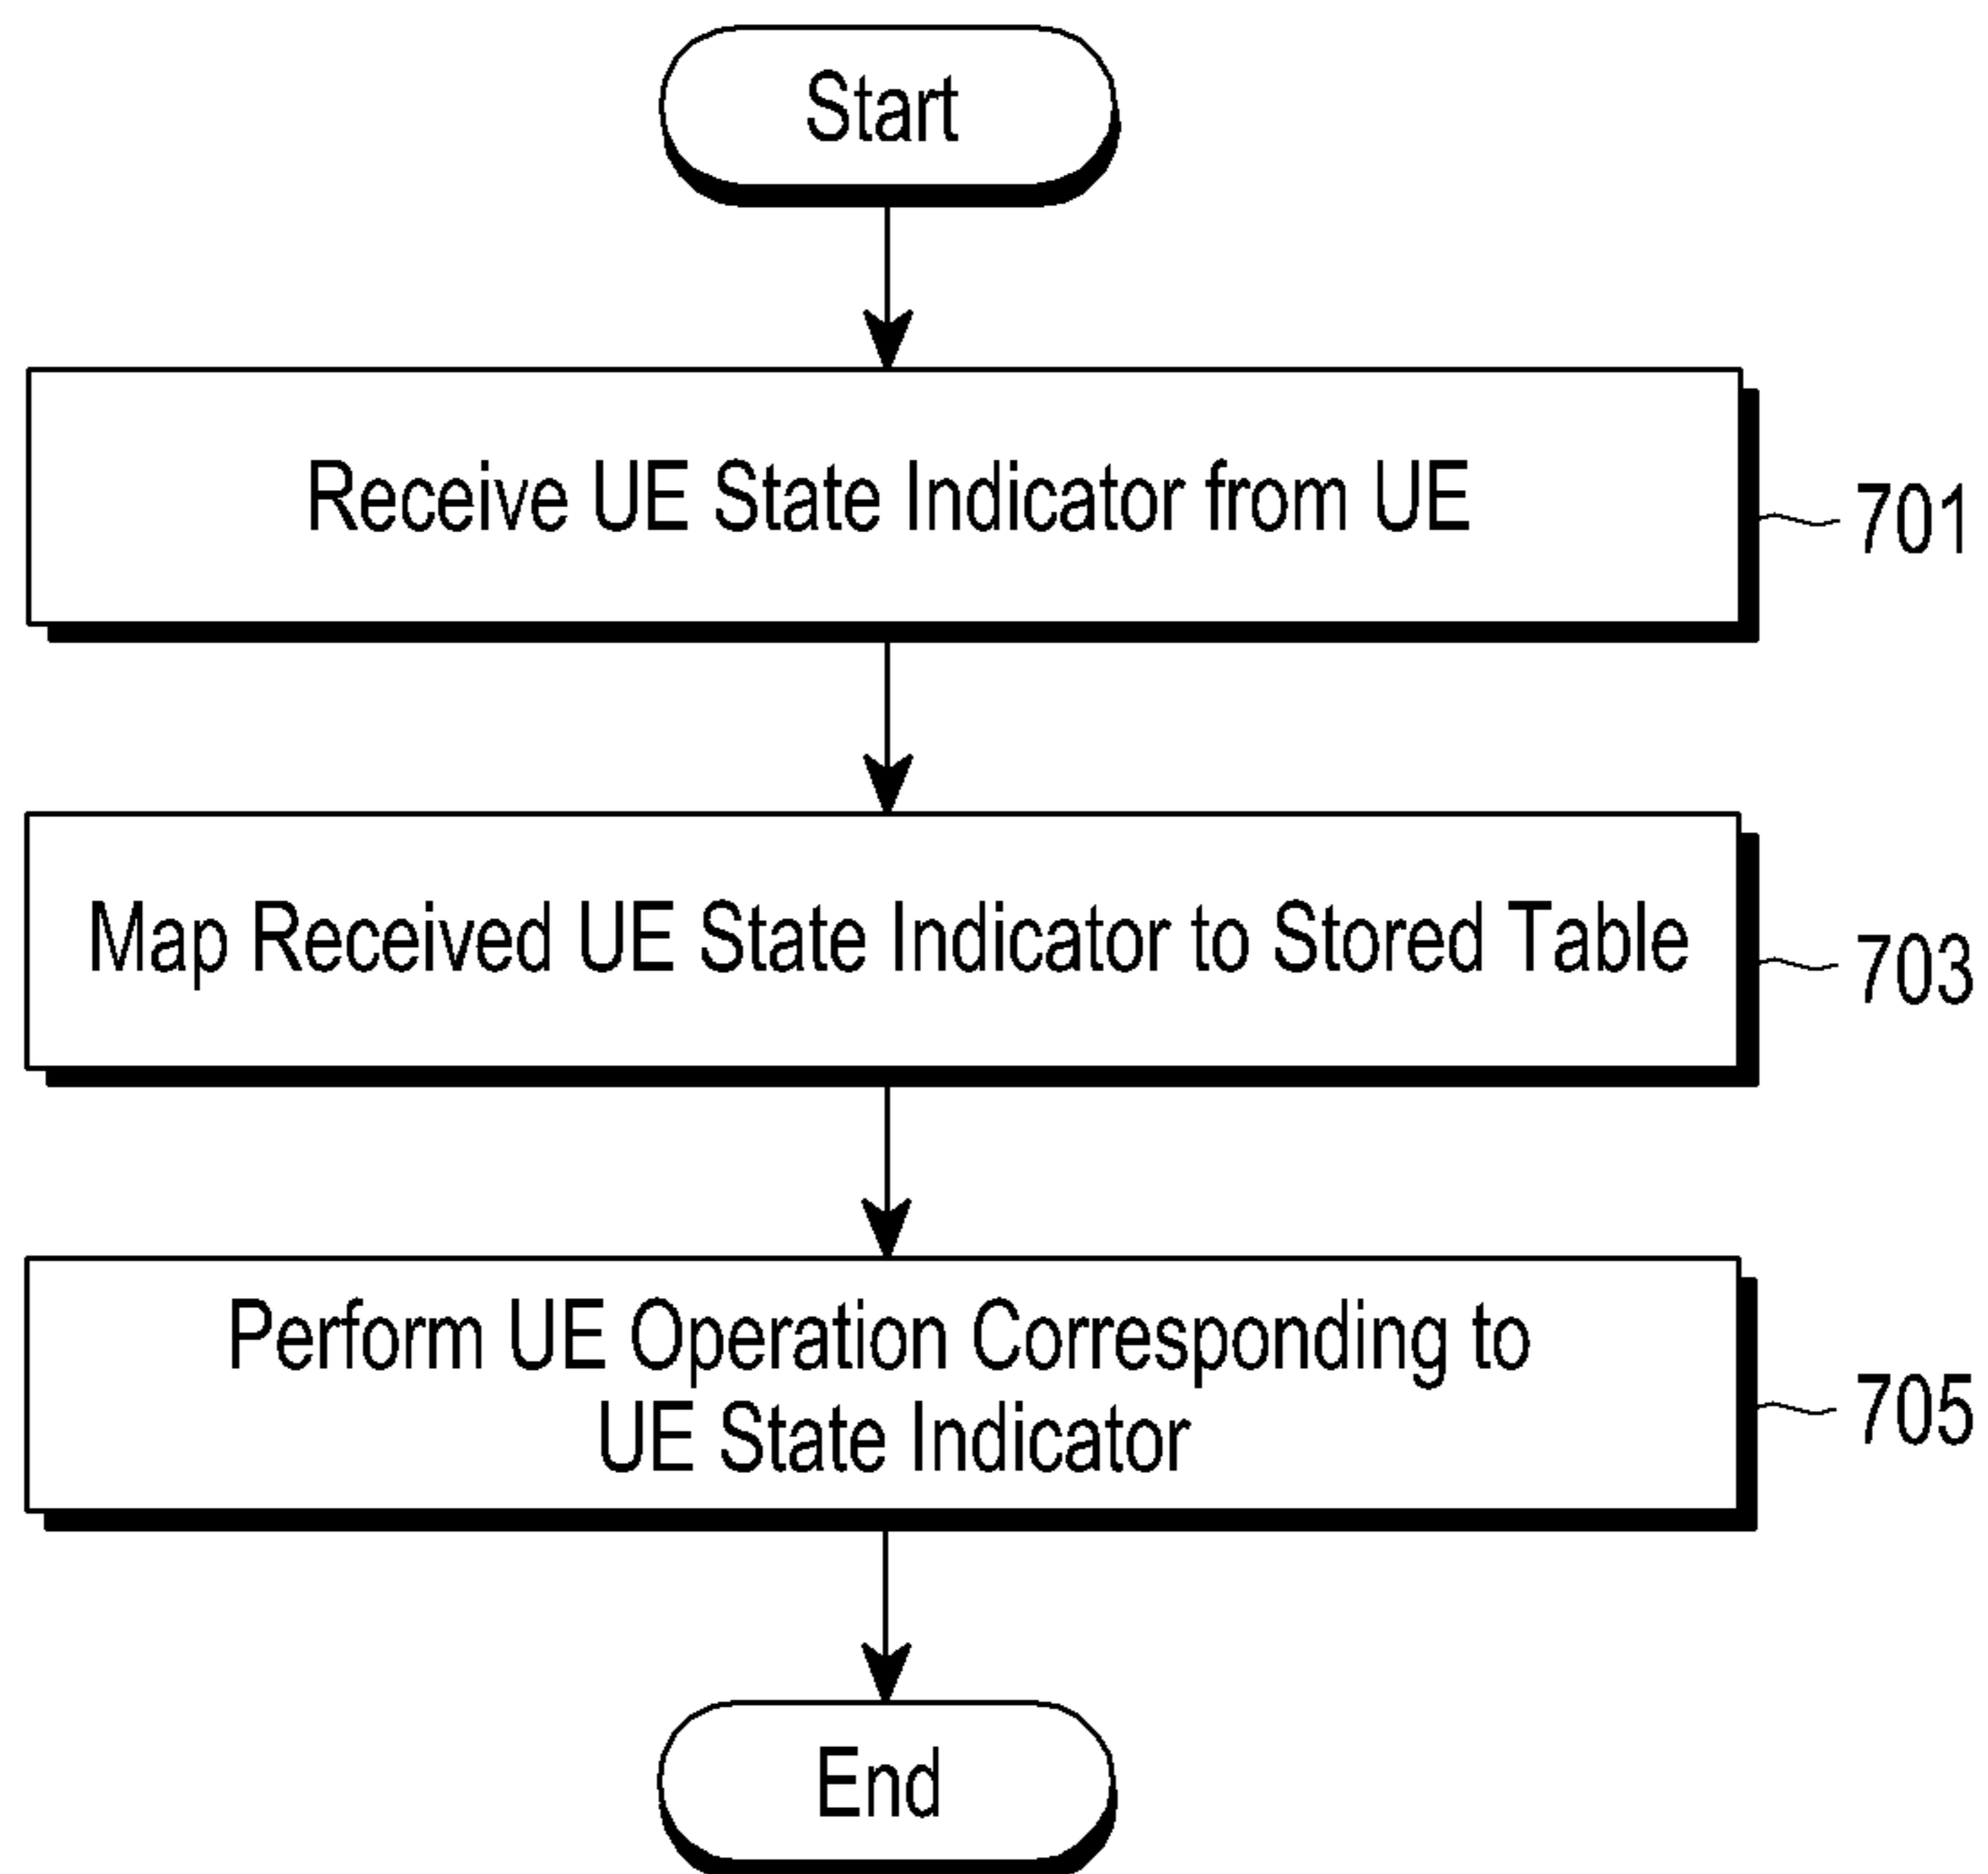 Start
Receive UE State Indicator from UE
701
Map Received UE State Indicator to Stored Table
703
Perform UE Operation Corresponding to
UE State Indicator
705
End